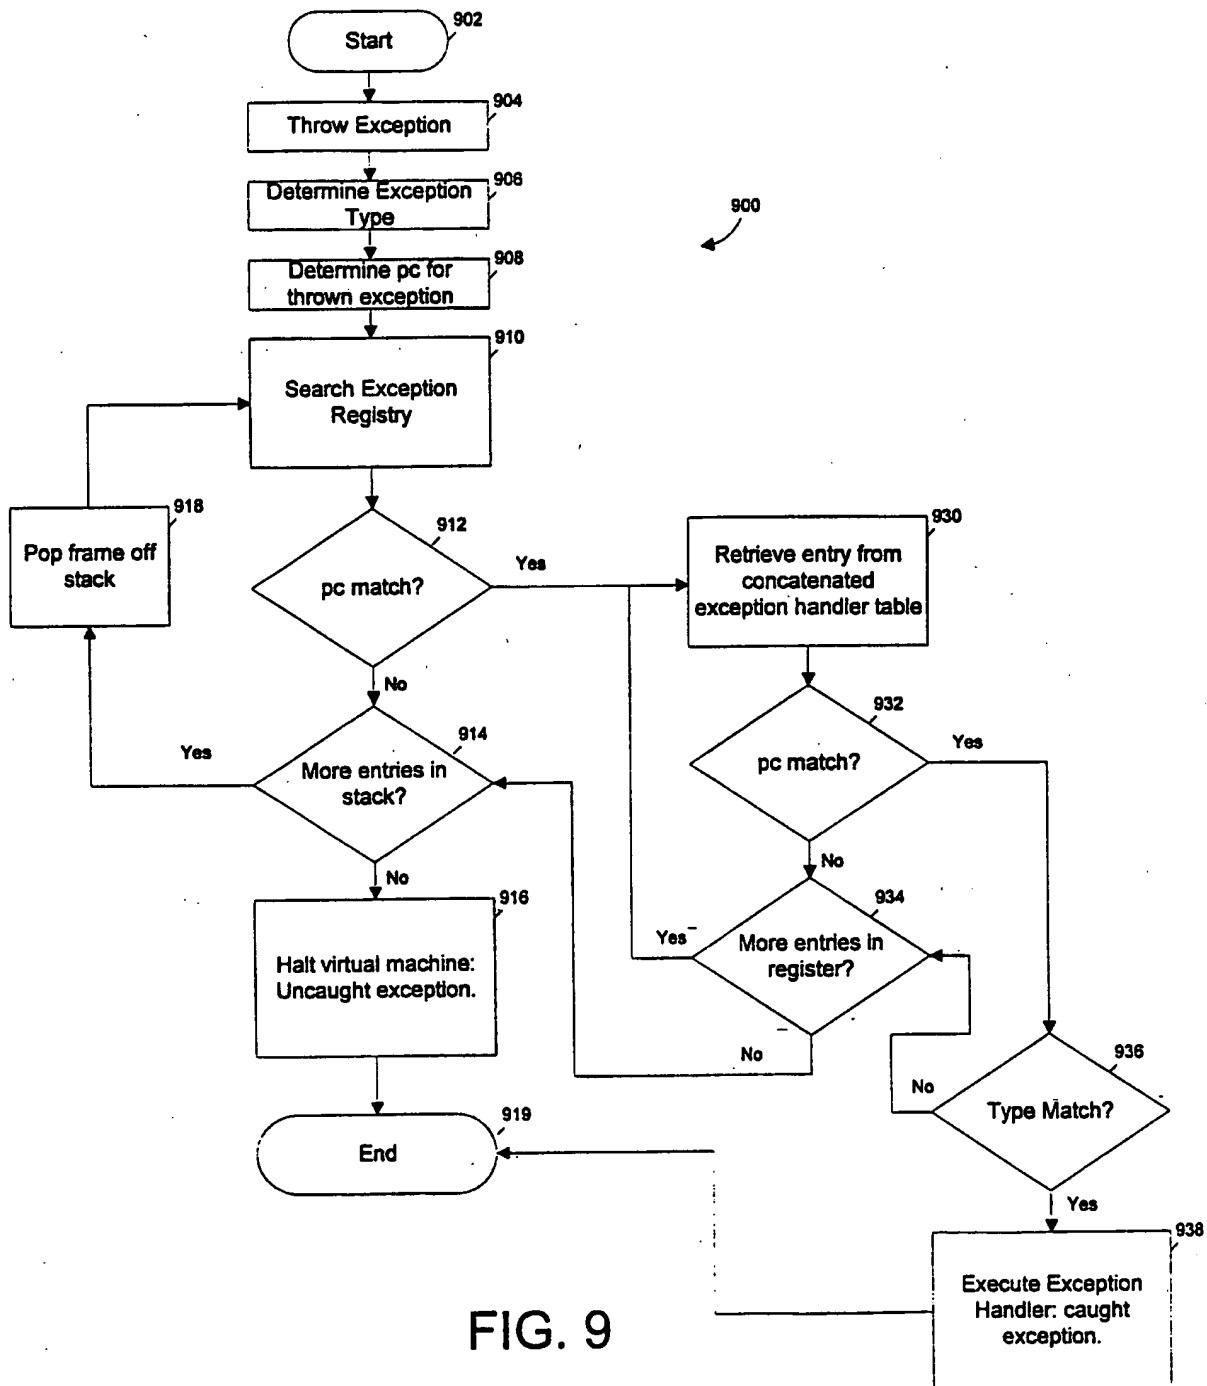 902
Start
904
Throw Exception
906
Determine Exception
Type
900
908
Determine pc for
thrown exception
910
Search Exception
Registry
918
Pop frame off
stack
912
pc match?
Yes
No
930
Retrieve entry from
concatenated
exception handler table
932
pc match?
Yes
No
914
More entries in
stack?
Yes
No
934
More entries in
register?
Yes
No
916
Halt virtual machine:
Uncaught exception.
936
Type Match?
No
Yes
919
End
938
Execute Exception
Handler: caught
exception.
FIG. 9